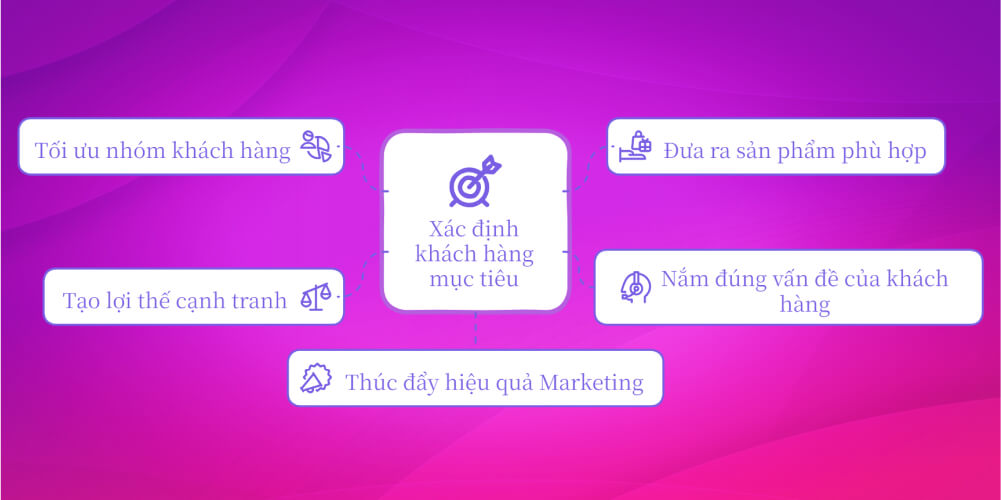 Tối ưu nhóm khách hàng
Đưa ra sản phẩm phù hợp
Xác định
khách hàng
mục tiêu
Tạo lợi thế cạnh tranh
Nắm đúng vấn đề của khách
hàng
Thúc đẩy hiệu quả Marketing